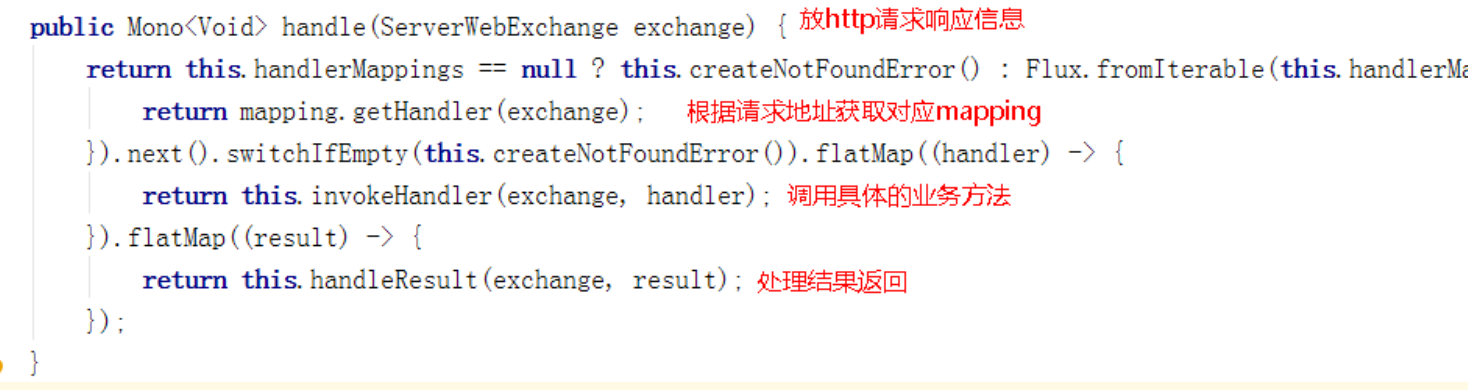 public Mono<Void> handle(ServerWebExchange exchange) { 放http请求响应信息
return this.handlerMappings == null ? this.createNotFoundError() : Flux.fromIterable(this.handlerMa
return mapping.getHandler(exchange); 根据请求地址获取对应mapping
}).next().switchIfEmpty(this.createNotFoundError()).flatMap((handler) -> {
return this.invokeHandler(exchange, handler); 调用具体的业务方法
}).flatMap((result) -> {
return this.handleResult(exchange, result); 处理结果返回
});
}